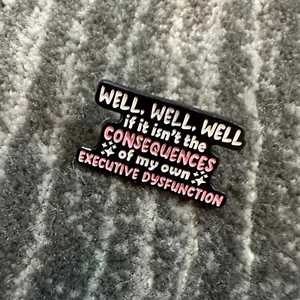 WELL, WELL, WELL
if it isn't the
CONSEQUENCES
of my own
EXECUTIVE DYSFUNCTION